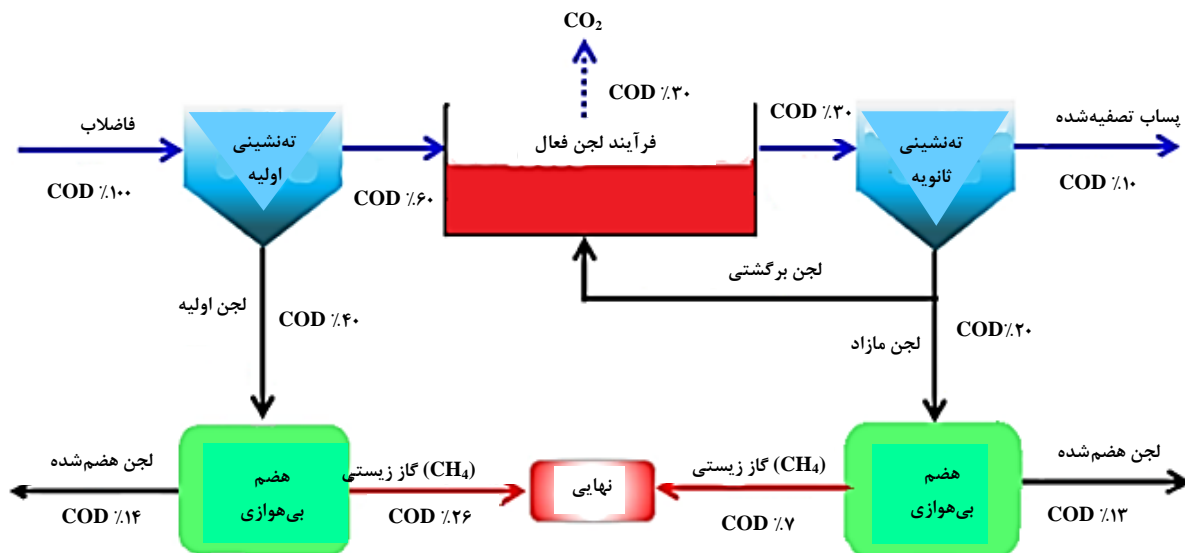 CO₂
COD ٪۳۰
فاضلاب
COD ٪۱۰۰
ته‌نشینی
اولیه
COD ٪۶۰
فرآیند لجن فعال
COD ٪۳۰
ته‌نشینی
ثانویه
پساب تصفیه‌شده
COD ٪۱۰
لجن برگشتی
لجن اولیه
COD ٪۴۰
COD٪۲۰
لجن مازاد
لجن هضم‌شده
COD ٪۱۴
هضم
بی‌هوازی
گاز زیستی (CH₄)
COD ٪۲۶
نهایی
گاز زیستی (CH₄)
COD ٪۷
هضم
بی‌هوازی
لجن هضم‌شده
COD ٪۱۳